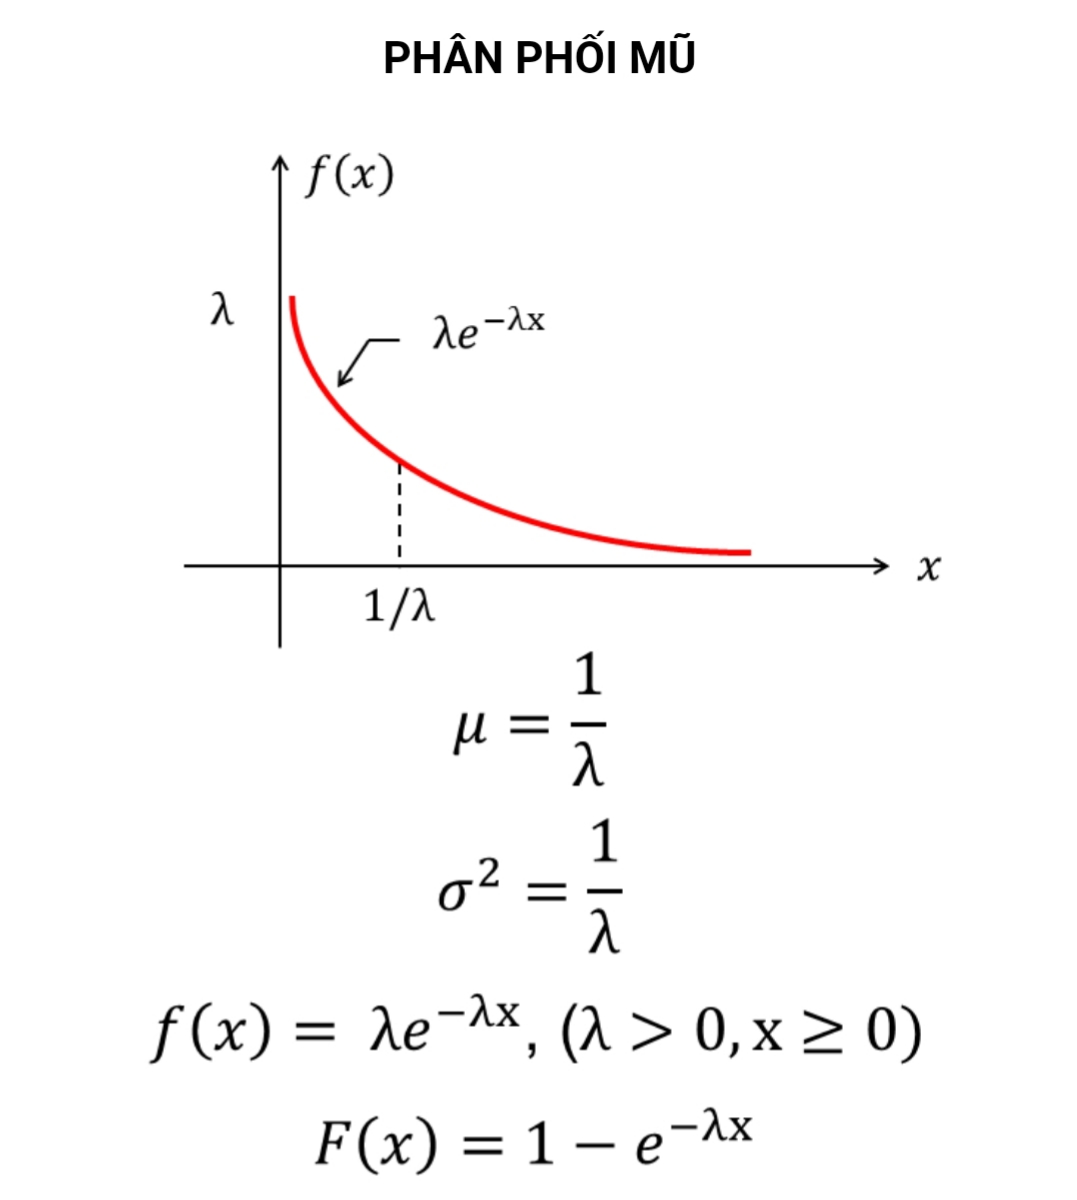 PHÂN PHỐI MŨ
f(x)
λ
λe^{−λx}
x
1/λ
μ = 1/λ
σ² = 1/λ
f(x) = λe^{−λx}, (λ > 0, x ≥ 0)
F(x) = 1 − e^{−λx}